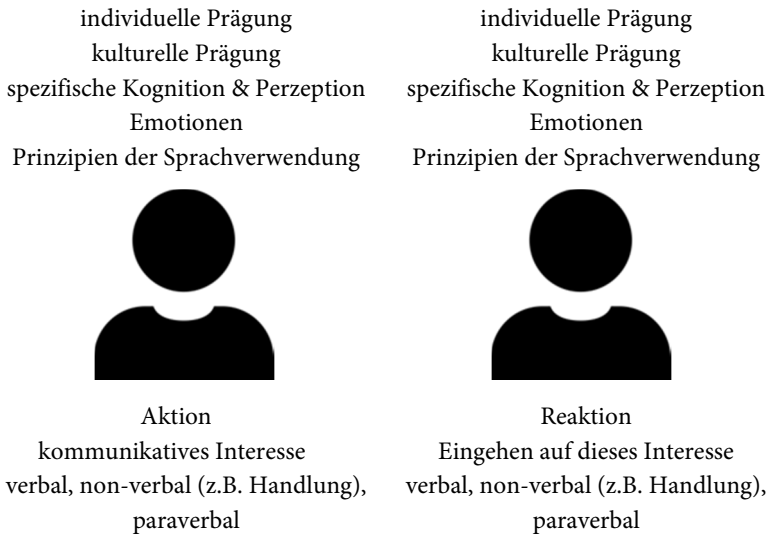 individuelle Prägung
kulturelle Prägung
spezifische Kognition & Perzeption
Emotionen
Prinzipien der Sprachverwendung
Aktion
kommunikatives Interesse
verbal, non-verbal (z.B. Handlung),
paraverbal
individuelle Prägung
kulturelle Prägung
spezifische Kognition & Perzeption
Emotionen
Prinzipien der Sprachverwendung
Reaktion
Eingehen auf dieses Interesse
verbal, non-verbal (z.B. Handlung),
paraverbal